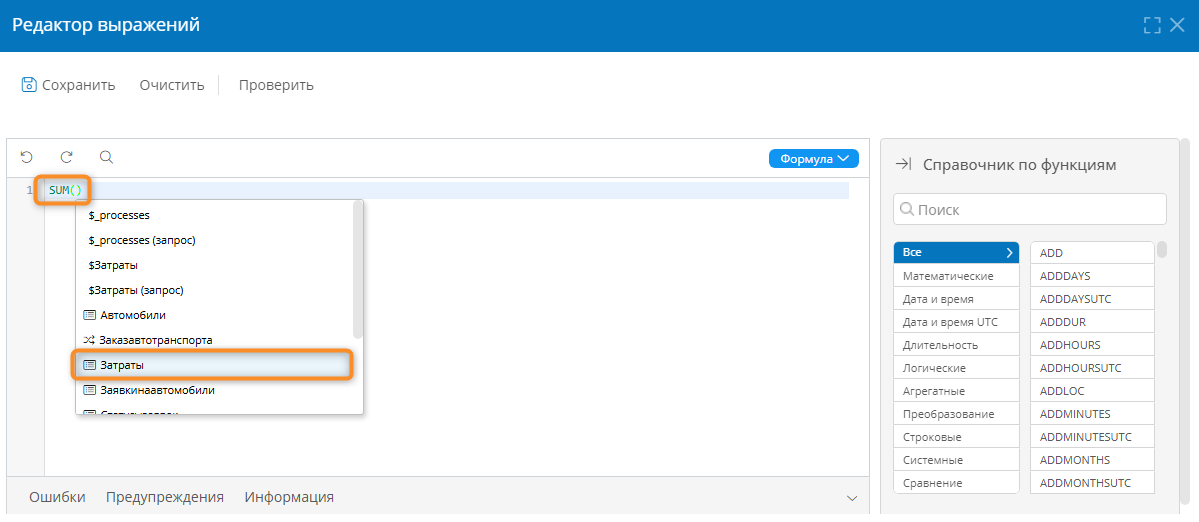 Редактор выражений
Сохранить Очистить Проверить
Формула
1 SUM()
$_processes
$_processes (запрос)
$Затраты
$Затраты (запрос)
Автомобили
Заказавтотранспорта
Затраты
Заявкинаавтомобили
Ошибки Предупреждения Информация
Справочник по функциям
Поиск
Все
Математические
Дата и время
Дата и время UTC
Длительность
Логические
Агрегатные
Преобразование
Строковые
Системные
Сравнение
ADD
ADDDAYS
ADDDAYSUTC
ADDDUR
ADDHOURS
ADDHOURSUTC
ADDLOC
ADDMINUTES
ADDMINUTESUTC
ADDMONTHS
ADDMONTHSUTC